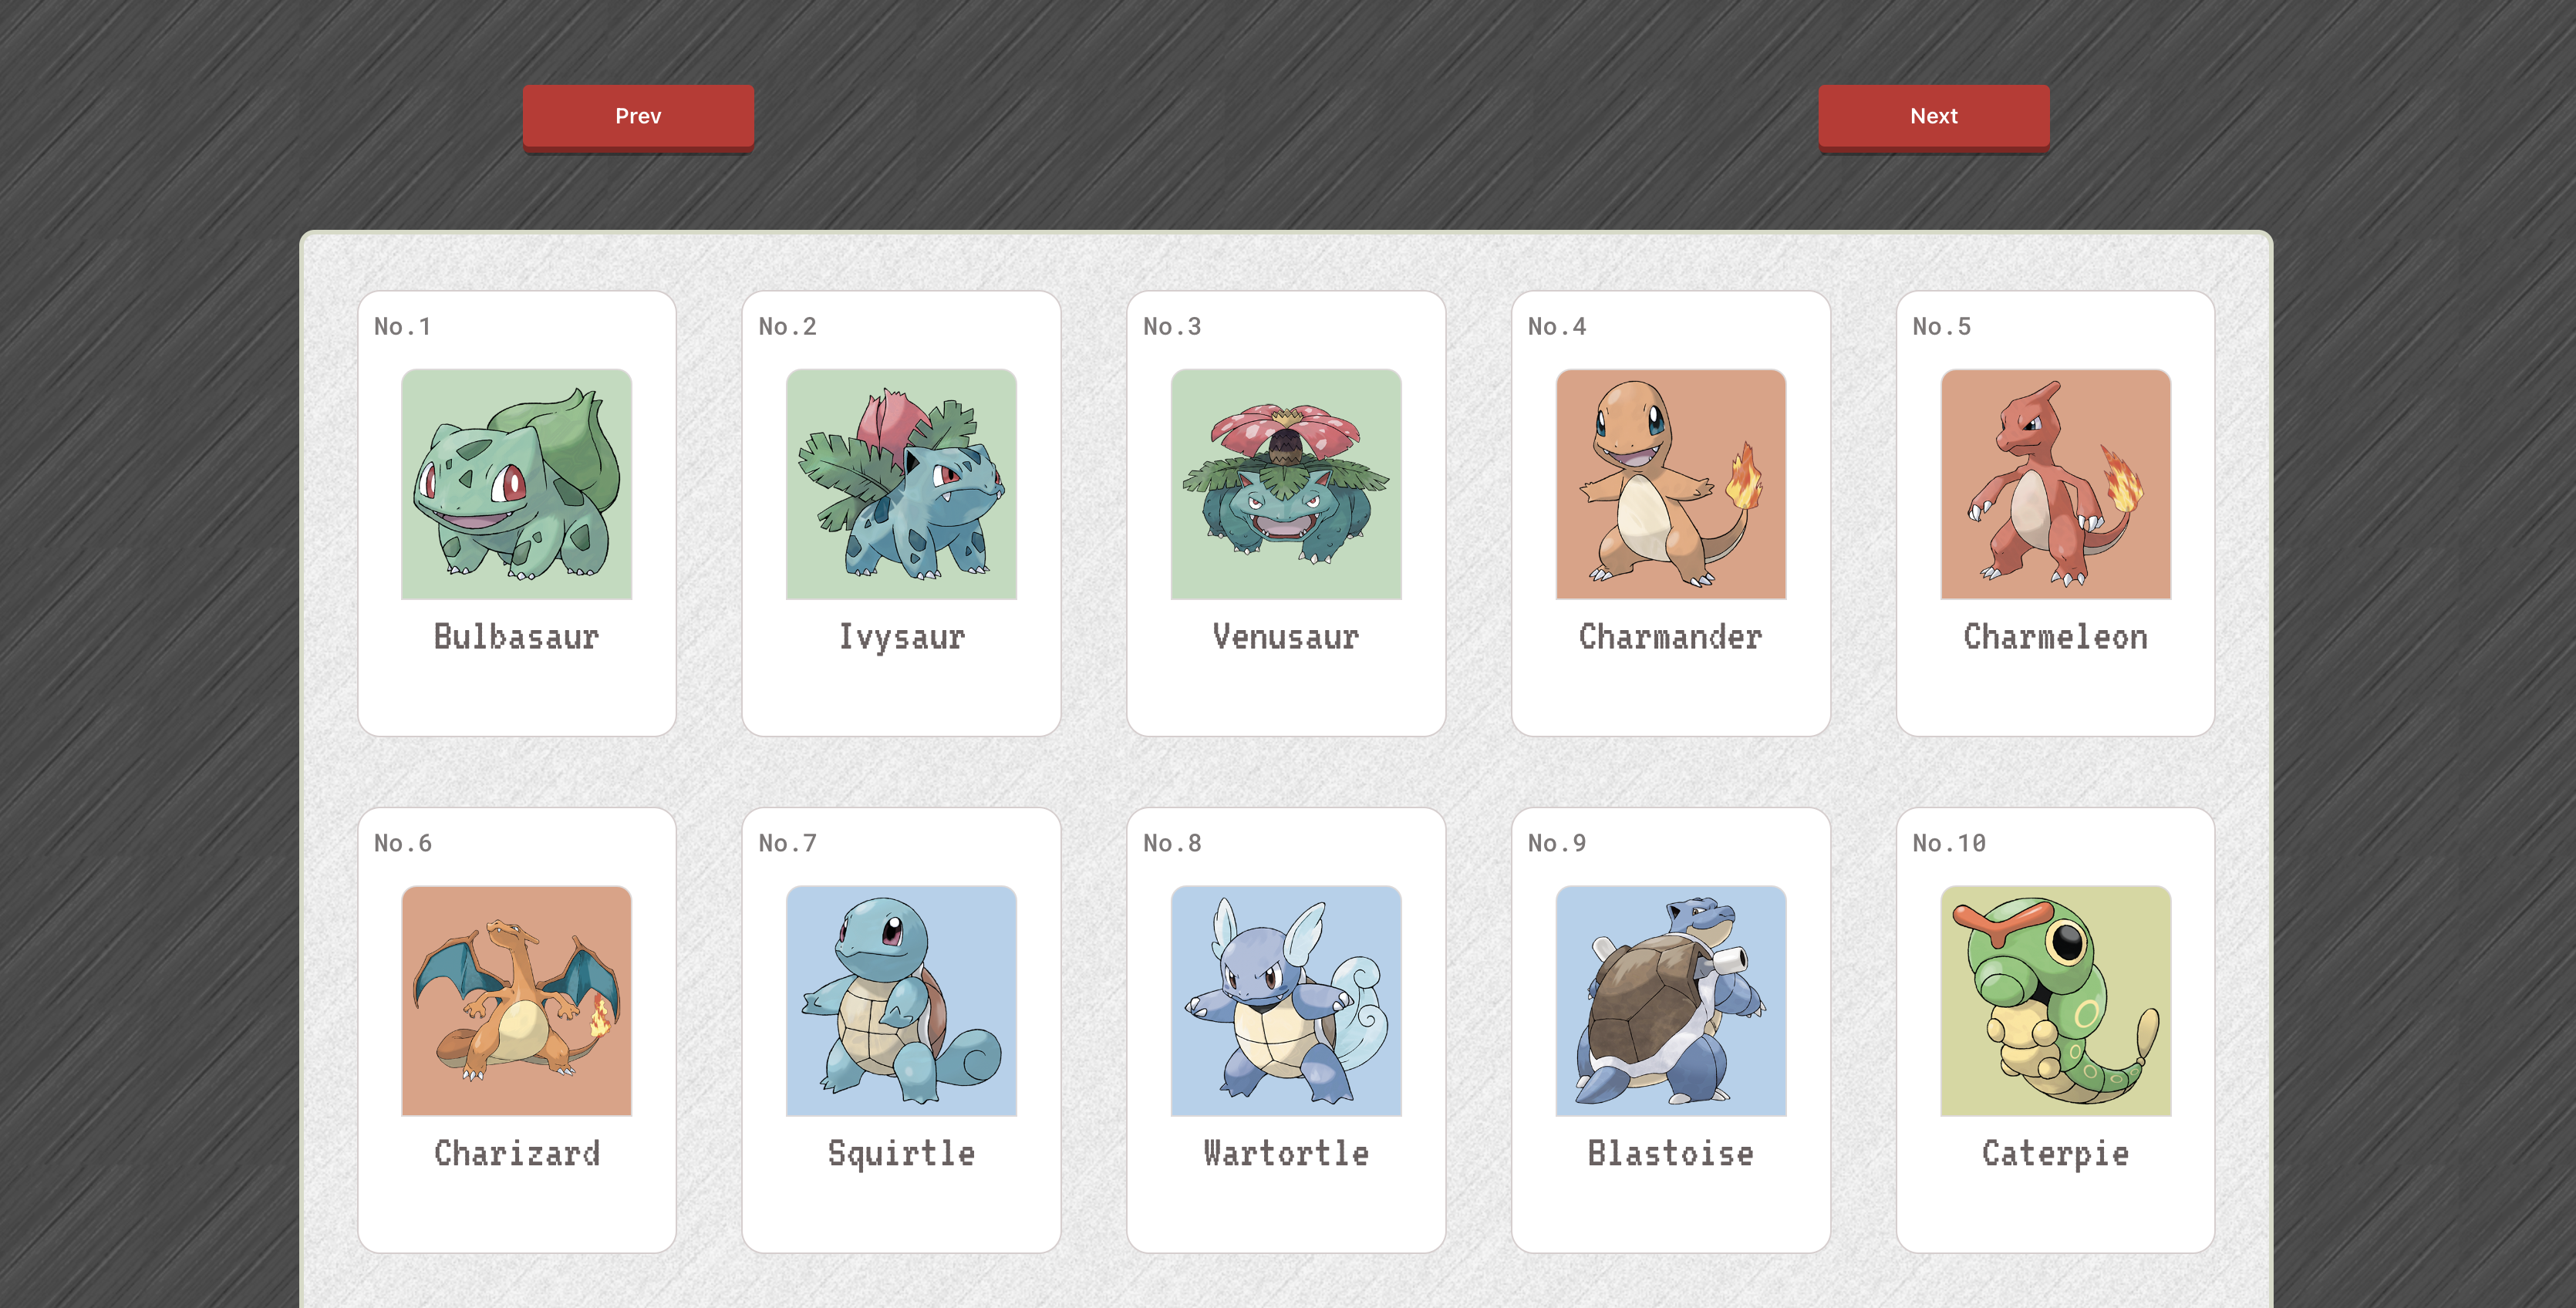 Prev
Next
No.1
No.2
No.3
No.4
No.5
Bulbasaur
Ivysaur
Venusaur
Charmander
Charmeleon
No.6
No.7
No.8
No.9
No.10
Charizard
Squirtle
Wartortle
Blastoise
Caterpie